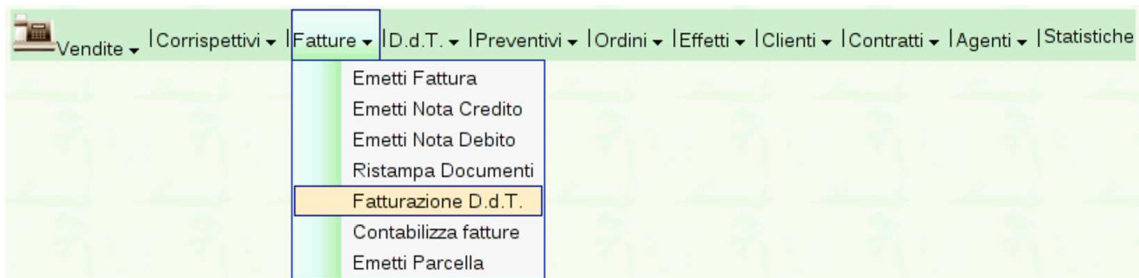 Vendite | Corrispettivi | Fatture | D.d.T. | Preventivi | Ordini | Effetti | Clienti | Contratti | Agenti | Statistiche
Emetti Fattura
Emetti Nota Credito
Emetti Nota Debito
Ristampa Documenti
Fatturazione D.d.T.
Contabilizza fatture
Emetti Parcella